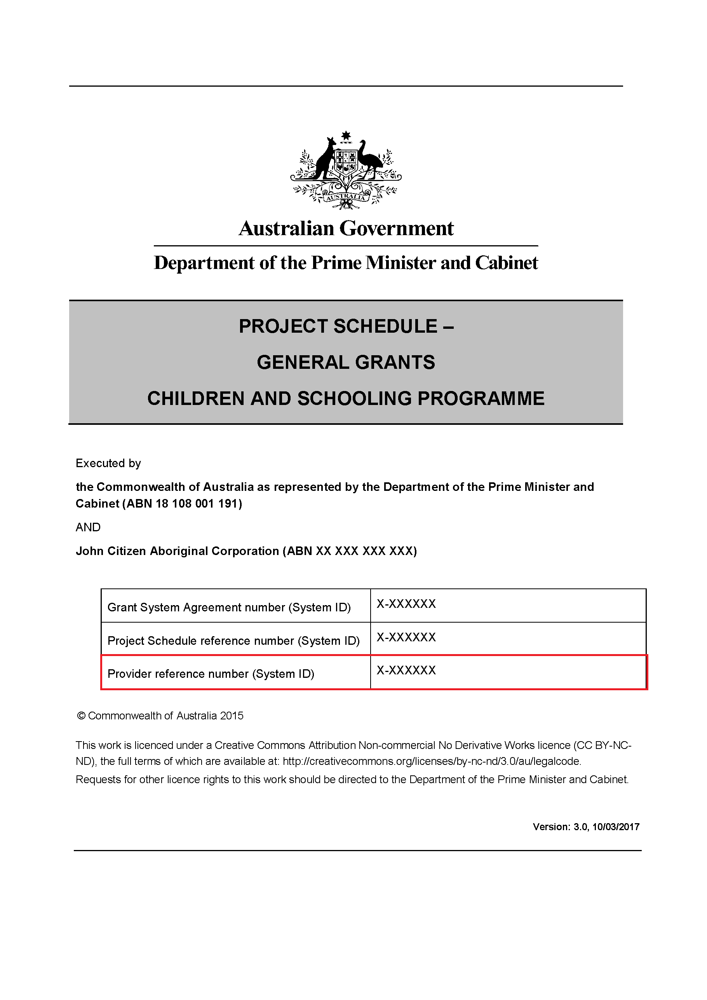 AUSTRALIA
Australian Government
Department of the Prime Minister and Cabinet
PROJECT SCHEDULE –
GENERAL GRANTS
CHILDREN AND SCHOOLING PROGRAMME
Executed by
the Commonwealth of Australia as represented by the Department of the Prime Minister and
Cabinet (ABN 18 108 001 191)
AND
John Citizen Aboriginal Corporation (ABN XX XXX XXX XXX)
Grant System Agreement number (System ID) X-XXXXXX
Project Schedule reference number (System ID) X-XXXXXX
Provider reference number (System ID) X-XXXXXX
© Commonwealth of Australia 2015
This work is licenced under a Creative Commons Attribution Non-commercial No Derivative Works licence (CC BY-NC-
ND), the full terms of which are available at: http://creativecommons.org/licenses/by-nc-nd/3.0/au/legalcode.
Requests for other licence rights to this work should be directed to the Department of the Prime Minister and Cabinet.
Version: 3.0, 10/03/2017